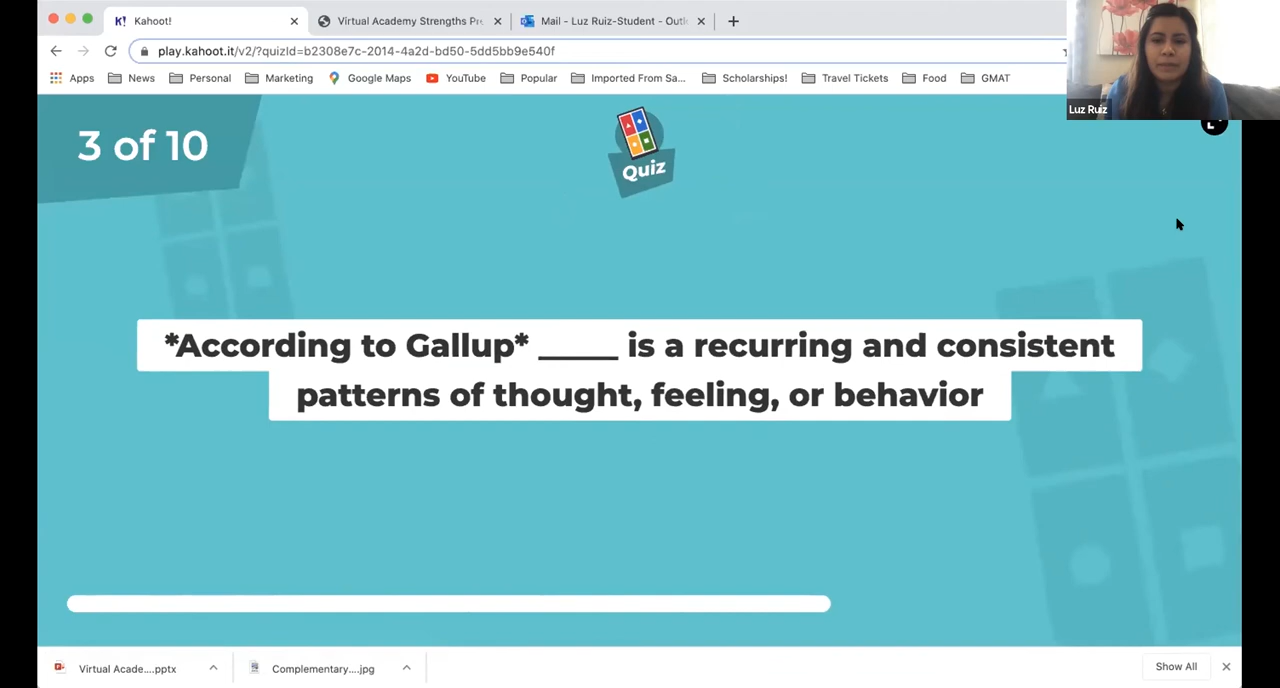 Kahoot!
Virtual Academy Strengths Pre
Mail - Luz Ruiz-Student - Outl
play.kahoot.it/v2/?quizId=b2308e7c-2014-4a2d-bd50-5dd5bb9e540f
Apps News Personal Marketing Google Maps YouTube Popular Imported From Sa... Scholarships! Travel Tickets Food GMAT
Luz Ruiz
3 of 10
Quiz
*According to Gallup* _____ is a recurring and consistent
patterns of thought, feeling, or behavior
Virtual Acade....pptx
Complementary....jpg
Show All